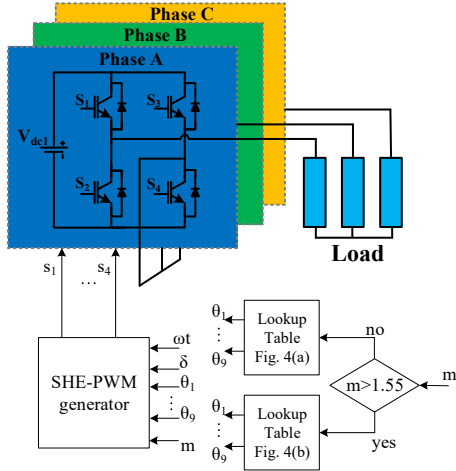 Phase C
Phase B
Phase A
S1
S3
Vdc1
S2
S4
Load
s1
...
s4
SHE-PWM
generator
ωt
δ
θ1
⋮
θ9
m
θ1
⋮
θ9
Lookup
Table
Fig. 4(a)
no
m>1.55
m
yes
θ1
⋮
θ9
Lookup
Table
Fig. 4(b)